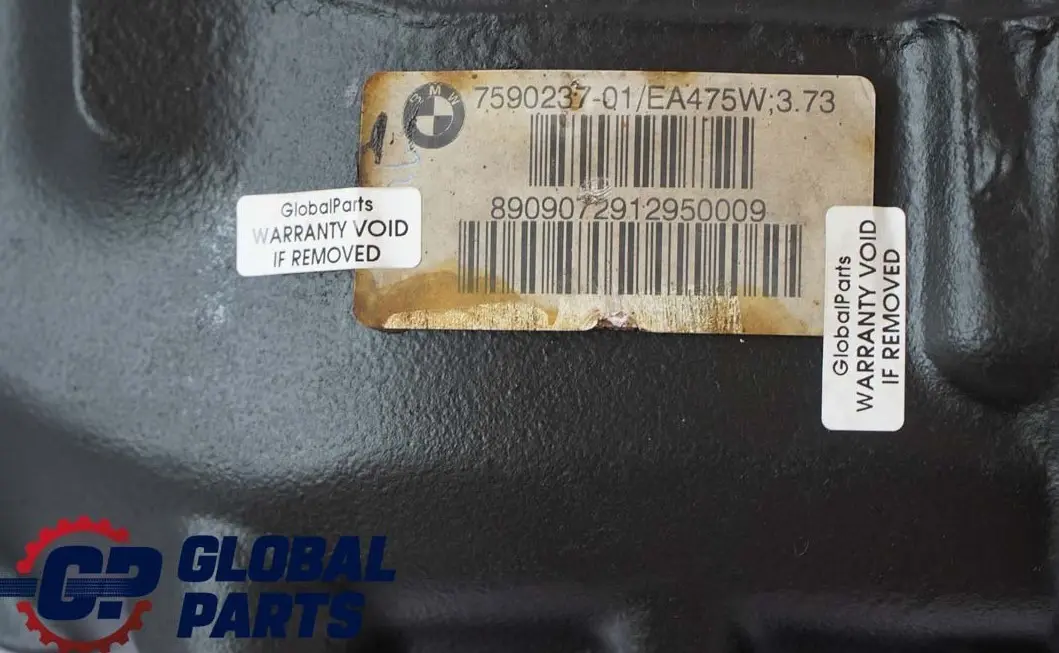 BMW
7590237-01/EA475W;3.73
8909072912950009
GlobalParts
WARRANTY VOID
IF REMOVED
GlobalParts
WARRANTY VOID
IF REMOVED
GP GLOBAL
PARTS